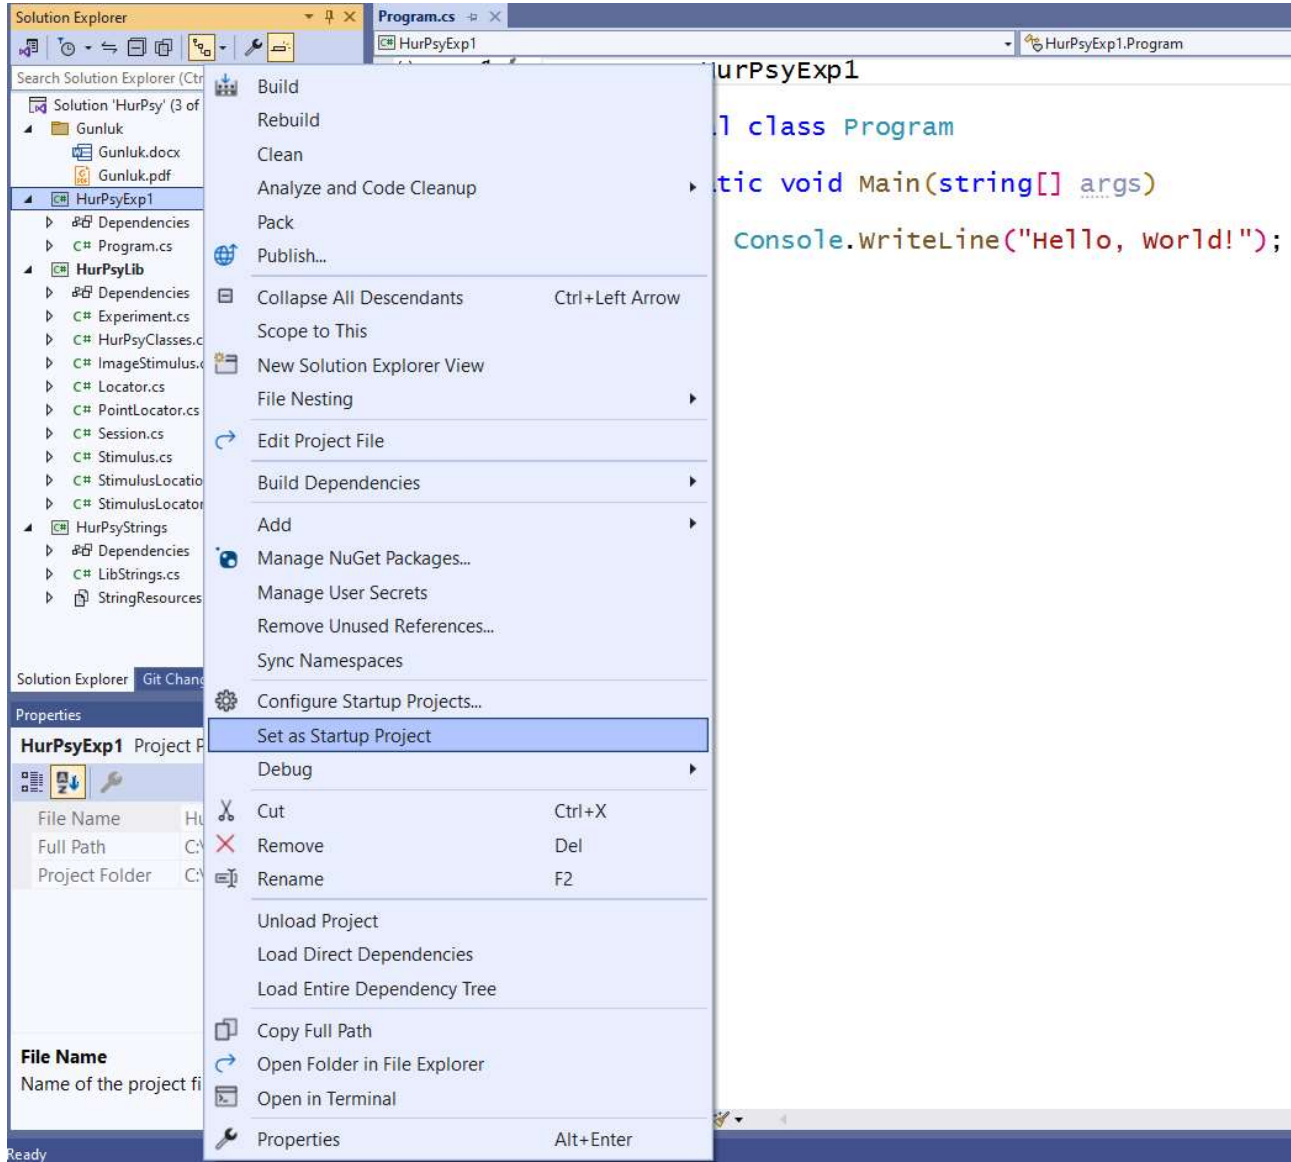 Solution Explorer
Program.cs
HurPsyExp1
HurPsyExp1.Program
Search Solution Explorer (Ctr
Solution 'HurPsy' (3 of
Gunluk
Gunluk.docx
Gunluk.pdf
HurPsyExp1
Dependencies
C# Program.cs
HurPsyLib
Dependencies
C# Experiment.cs
C# HurPsyClasses.c
C# ImageStimulus.
C# Locator.cs
C# PointLocator.cs
C# Session.cs
C# Stimulus.cs
C# StimulusLocatio
C# StimulusLocator
HurPsyStrings
Dependencies
C# LibStrings.cs
StringResources
Solution Explorer
Git Chang
Properties
HurPsyExp1 Project P
File Name Hu
Full Path C:\
Project Folder C:\
File Name
Name of the project fi
Ready
Build
Rebuild
Clean
Analyze and Code Cleanup
Pack
Publish...
Collapse All Descendants Ctrl+Left Arrow
Scope to This
New Solution Explorer View
File Nesting
Edit Project File
Build Dependencies
Add
Manage NuGet Packages...
Manage User Secrets
Remove Unused References...
Sync Namespaces
Configure Startup Projects...
Set as Startup Project
Debug
Cut Ctrl+X
Remove Del
Rename F2
Unload Project
Load Direct Dependencies
Load Entire Dependency Tree
Copy Full Path
Open Folder in File Explorer
Open in Terminal
Properties Alt+Enter
HurPsyExp1
l class Program
tic void Main(string[] args)
Console.WriteLine("Hello, World!");